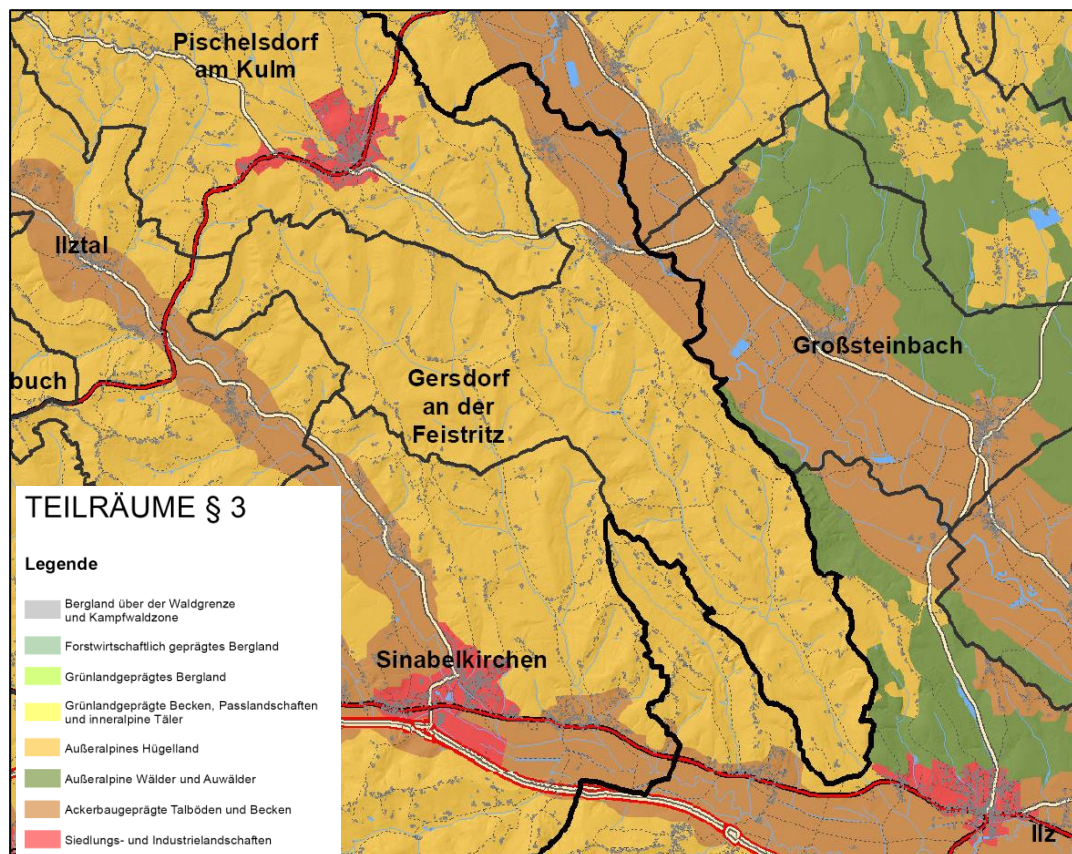 Pischelsdorf
am Kulm
Ilztal
Großsteinbach
buch
Gersdorf
an der
Feistritz
TEILRÄUME § 3
Legende
Bergland über der Waldgrenze
und Kampfwaldzone
Forstwirtschaftlich geprägtes Bergland
Grünlandgeprägtes Bergland
Grünlandgeprägte Becken, Passlandschaften
und inneralpine Täler
Außeralpines Hügelland
Außeralpine Wälder und Auwälder
Ackerbaugeprägte Talböden und Becken
Siedlungs- und Industrielandschaften
Sinabelkirchen
Ilz